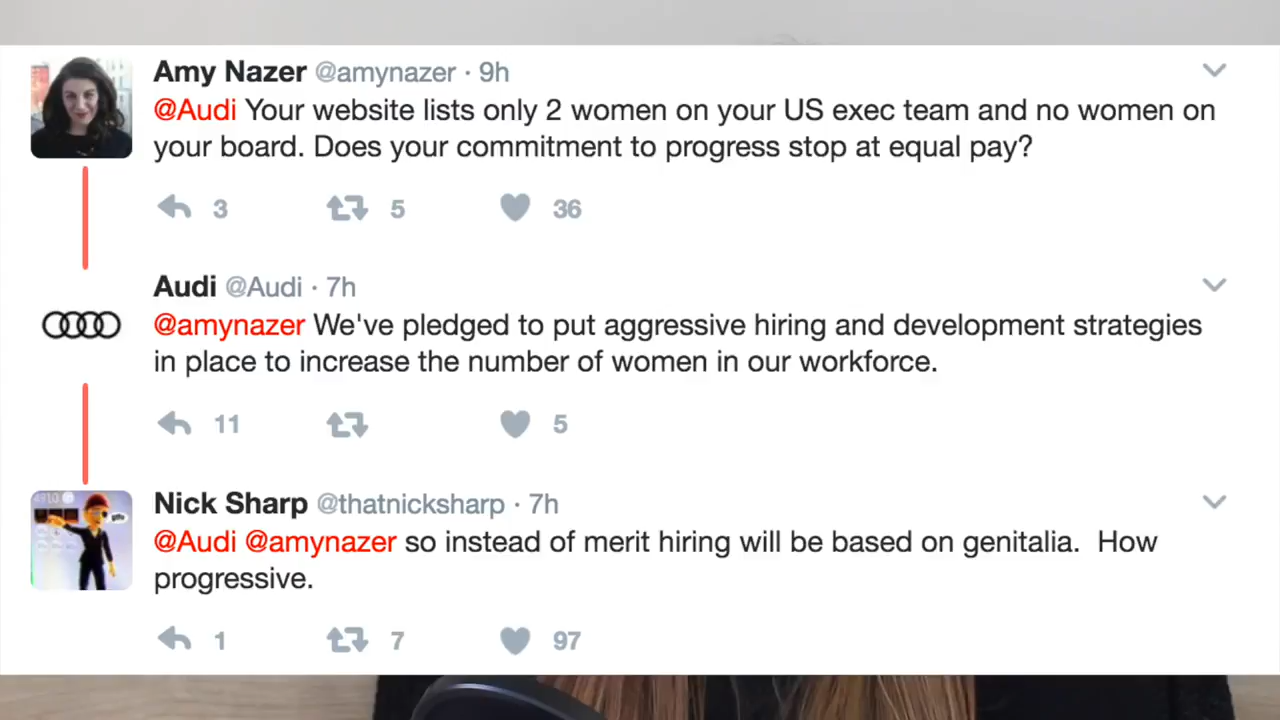 Amy Nazer @amynazer · 9h
@Audi Your website lists only 2 women on your US exec team and no women on
your board. Does your commitment to progress stop at equal pay?
3 5 36
Audi @Audi · 7h
@amynazer We've pledged to put aggressive hiring and development strategies
in place to increase the number of women in our workforce.
11 5
Nick Sharp @thatnicksharp · 7h
@Audi @amynazer so instead of merit hiring will be based on genitalia.  How
progressive.
1 7 97